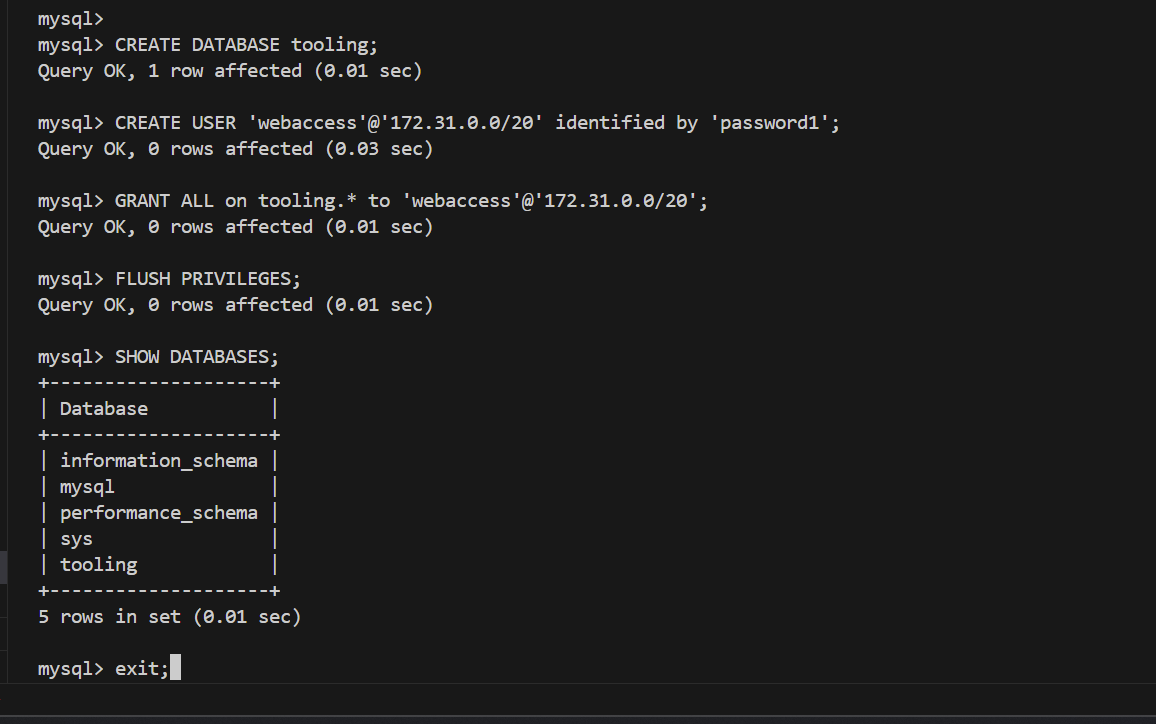 mysql>
mysql> CREATE DATABASE tooling;
Query OK, 1 row affected (0.01 sec)

mysql> CREATE USER 'webaccess'@'172.31.0.0/20' identified by 'password1';
Query OK, 0 rows affected (0.03 sec)

mysql> GRANT ALL on tooling.* to 'webaccess'@'172.31.0.0/20';
Query OK, 0 rows affected (0.01 sec)

mysql> FLUSH PRIVILEGES;
Query OK, 0 rows affected (0.01 sec)

mysql> SHOW DATABASES;
+--------------------+
| Database           |
+--------------------+
| information_schema |
| mysql              |
| performance_schema |
| sys                |
| tooling            |
+--------------------+
5 rows in set (0.01 sec)

mysql> exit;